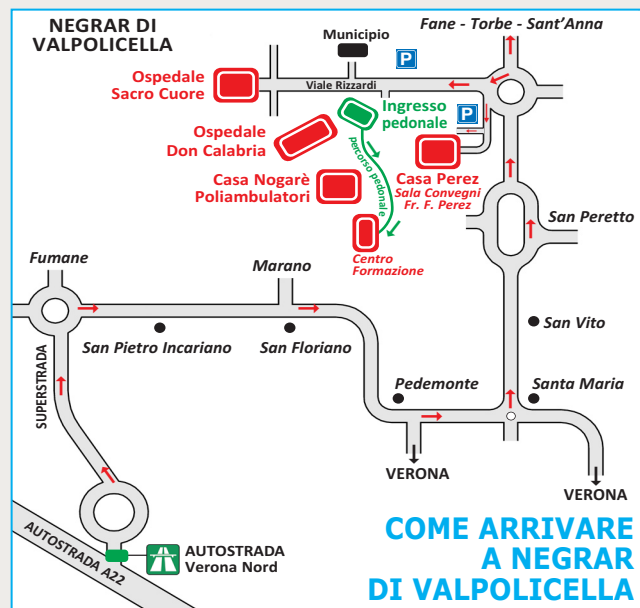 NEGRAR DI
VALPOLICELLA
Municipio
P
Fane - Torbe - Sant’Anna
Ospedale
Sacro Cuore
Viale Rizzardi
Ingresso
pedonale
P
Ospedale
Don Calabria
percorso pedonale
Casa Perez
Sala Convegni
Fr. F. Perez
Casa Nogarè
Poliambulatori
San Peretto
Centro
Formazione
Fumane
Marano
San Pietro Incariano
San Floriano
San Vito
SUPERSTRADA
Pedemonte
Santa Maria
VERONA
VERONA
AUTOSTRADA A22
AUTOSTRADA
Verona Nord
COME ARRIVARE
A NEGRAR
DI VALPOLICELLA